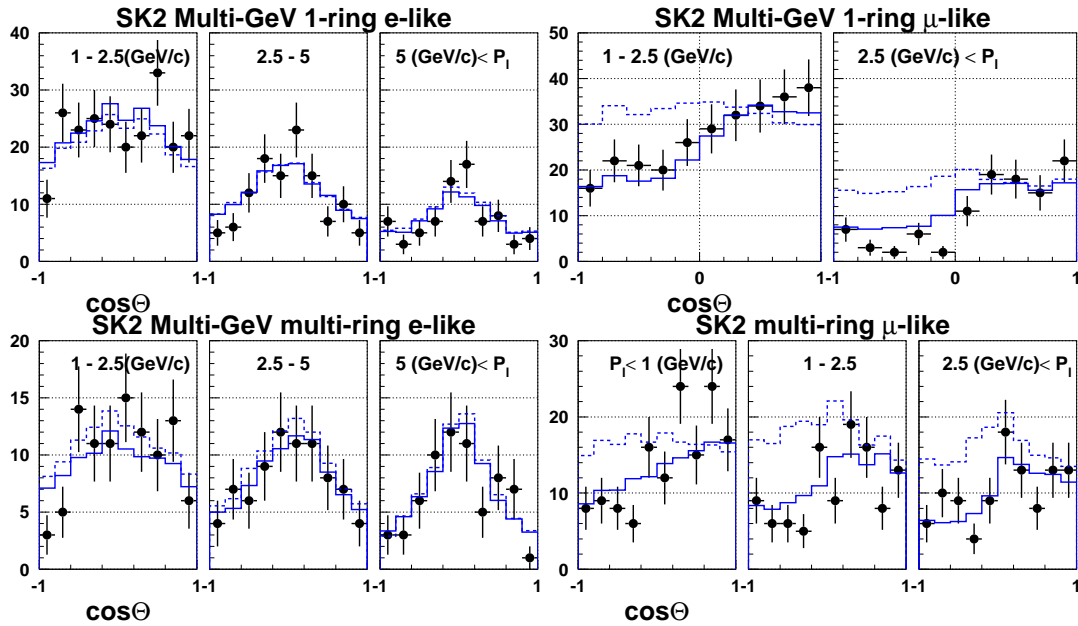 SK2 Multi-GeV 1-ring e-like
40
30
20
10
0
1 - 2.5(GeV/c)
2.5 - 5
5 (GeV/c)< P_l
-1
1-1
1-1
1
cosΘ
SK2 Multi-GeV 1-ring μ-like
50
40
30
20
10
0
1 - 2.5 (GeV/c)
2.5 (GeV/c) < P_l
-1
0
1-1
0
1
cosΘ
SK2 Multi-GeV multi-ring e-like
20
15
10
5
0
1 - 2.5(GeV/c)
2.5 - 5
5 (GeV/c)< P_l
-1
1-1
1-1
1
cosΘ
SK2 multi-ring μ-like
30
20
10
0
P_l< 1 (GeV/c)
1 - 2.5
2.5 (GeV/c)< P_l
-1
1-1
1-1
1
cosΘ